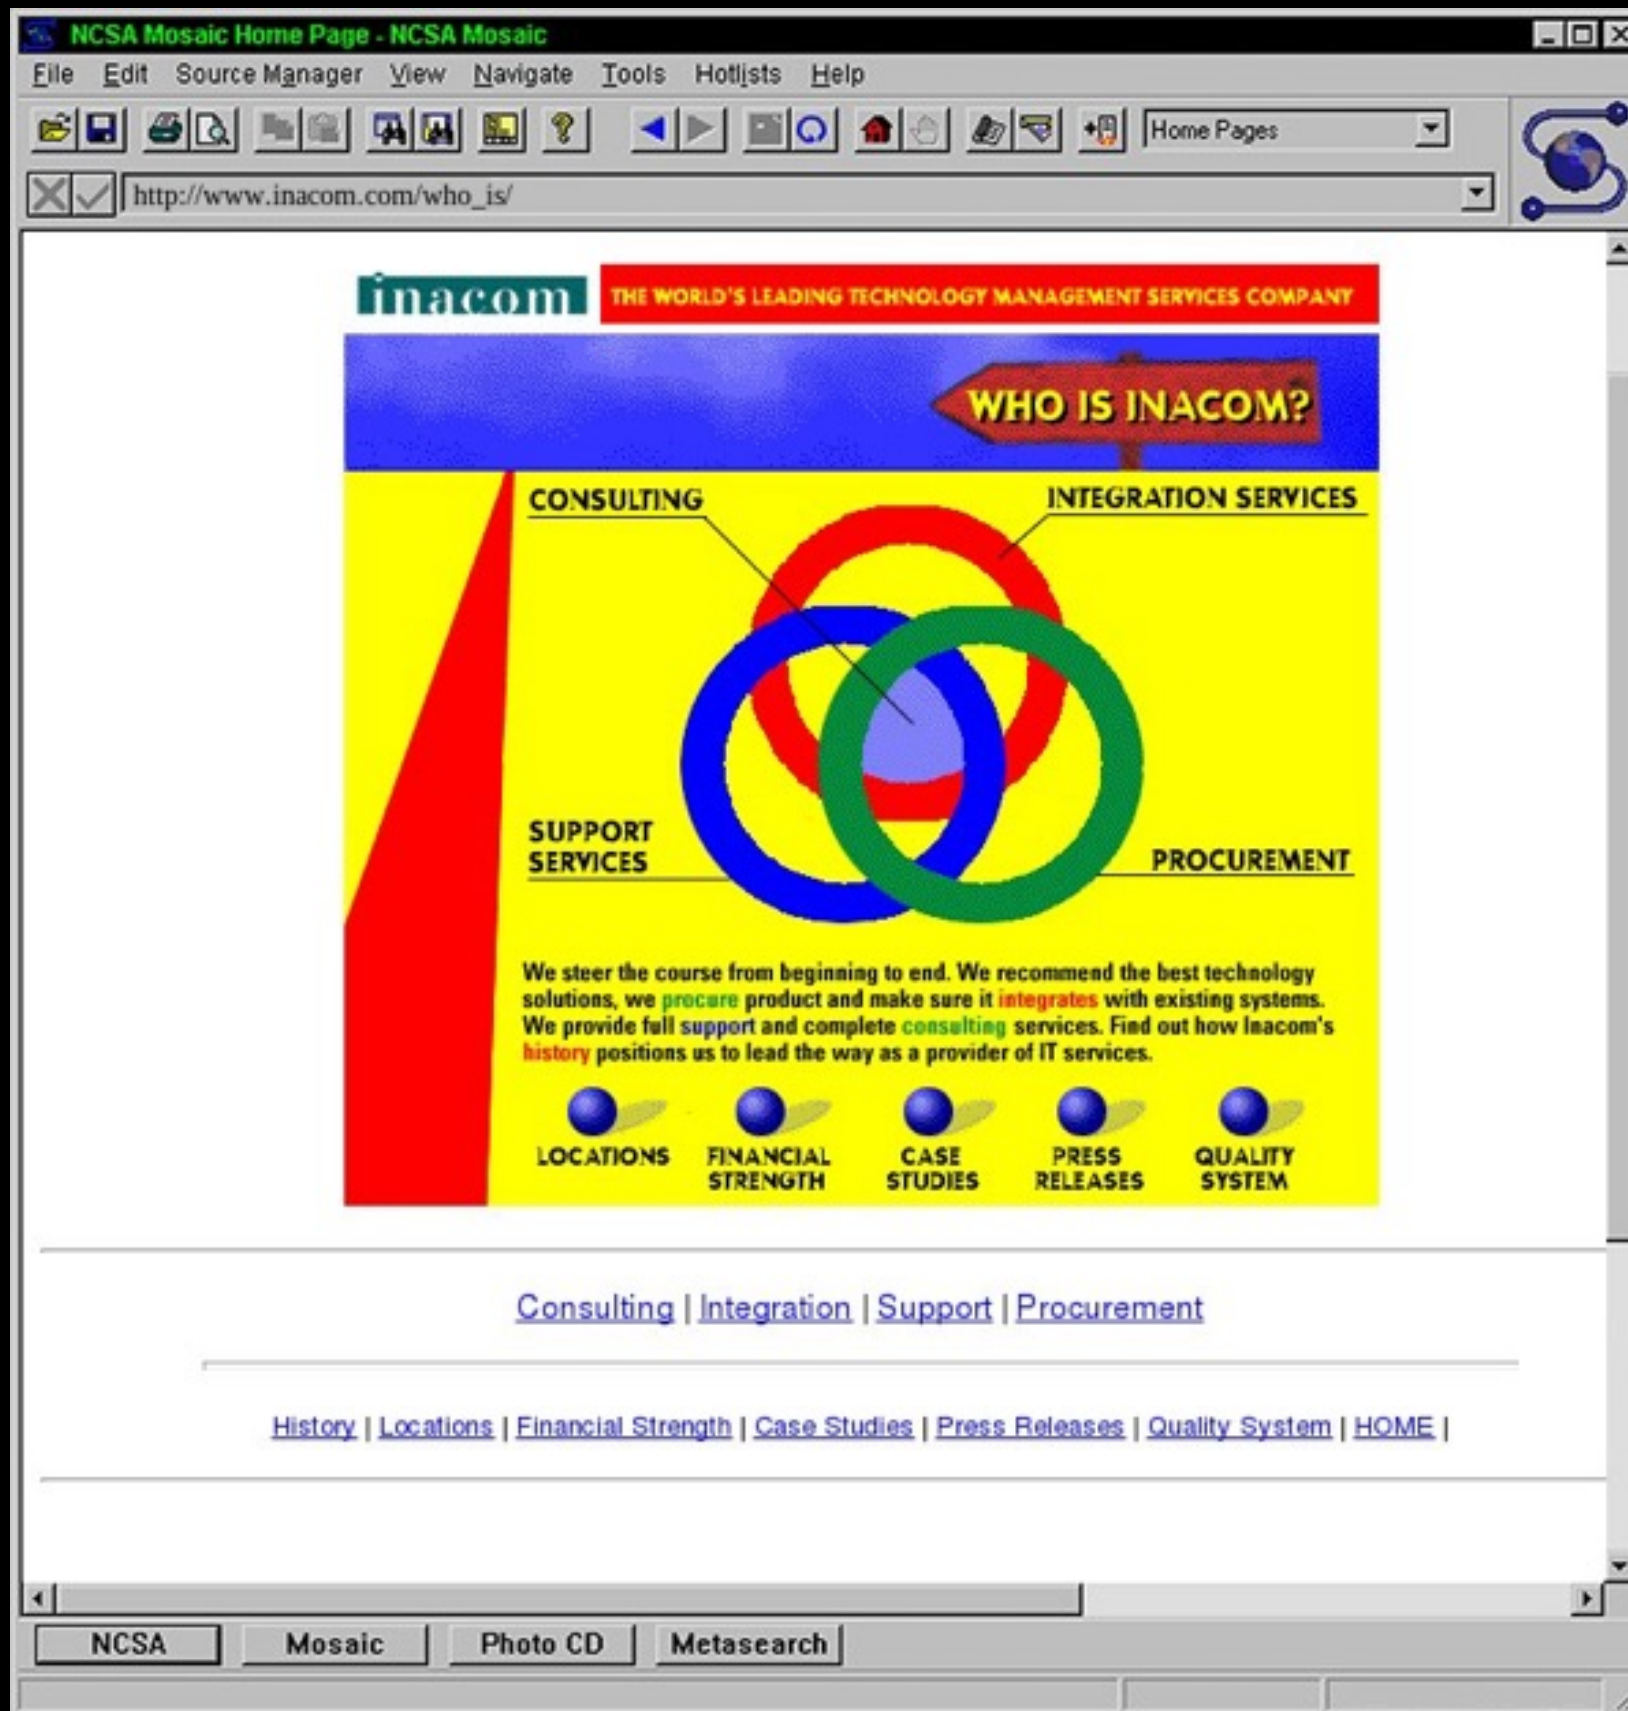 NCSA Mosaic Home Page - NCSA Mosaic
File Edit Source Manager View Navigate Tools Hotlists Help
Home Pages
http://www.inacom.com/who_is/
inacom THE WORLD'S LEADING TECHNOLOGY MANAGEMENT SERVICES COMPANY
WHO IS INACOM?
CONSULTING
INTEGRATION SERVICES
SUPPORT
SERVICES
PROCUREMENT
We steer the course from beginning to end. We recommend the best technology
solutions, we procure product and make sure it integrates with existing systems.
We provide full support and complete consulting services. Find out how Inacom's
history positions us to lead the way as a provider of IT services.
LOCATIONS
FINANCIAL
STRENGTH
CASE
STUDIES
PRESS
RELEASES
QUALITY
SYSTEM
Consulting | Integration | Support | Procurement
History | Locations | Financial Strength | Case Studies | Press Releases | Quality System | HOME |
NCSA Mosaic Photo CD Metasearch